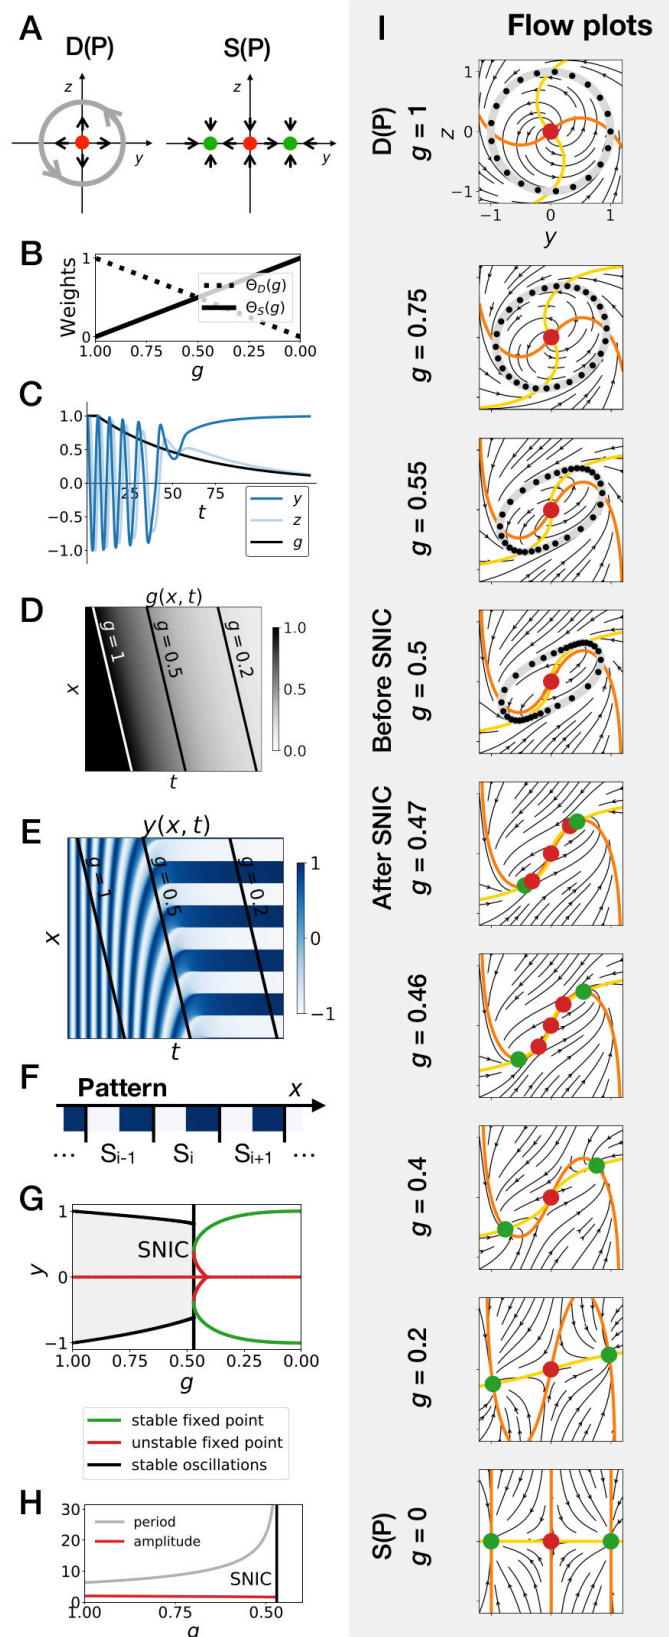 A
D(P)
S(P)
z
y
z
y
B
Weights
1
0
Θ_D(g)
Θ_S(g)
1.00
0.75
0.50
0.25
0.00
g
C
1.0
0.5
0.0
−0.5
−1.0
25
50
75
t
y
z
g
D
g(x, t)
g = 1
g = 0.5
g = 0.2
x
t
1.0
0.5
0.0
E
y(x, t)
g = 1
g = 0.5
g = 0.2
x
t
1
0
−1
F
Pattern
x
...
S_{i-1}
S_i
S_{i+1}
...
G
1
0
−1
y
SNIC
1.00
0.75
0.50
0.25
0.00
g
stable fixed point
unstable fixed point
stable oscillations
H
30
20
10
0
period
amplitude
SNIC
1.00
0.75
0.50
g
I
Flow plots
D(P)
g = 1
1
0
−1
z
−1
0
1
y
g = 0.75
g = 0.55
Before SNIC
g = 0.5
After SNIC
g = 0.47
g = 0.46
g = 0.4
g = 0.2
S(P)
g = 0